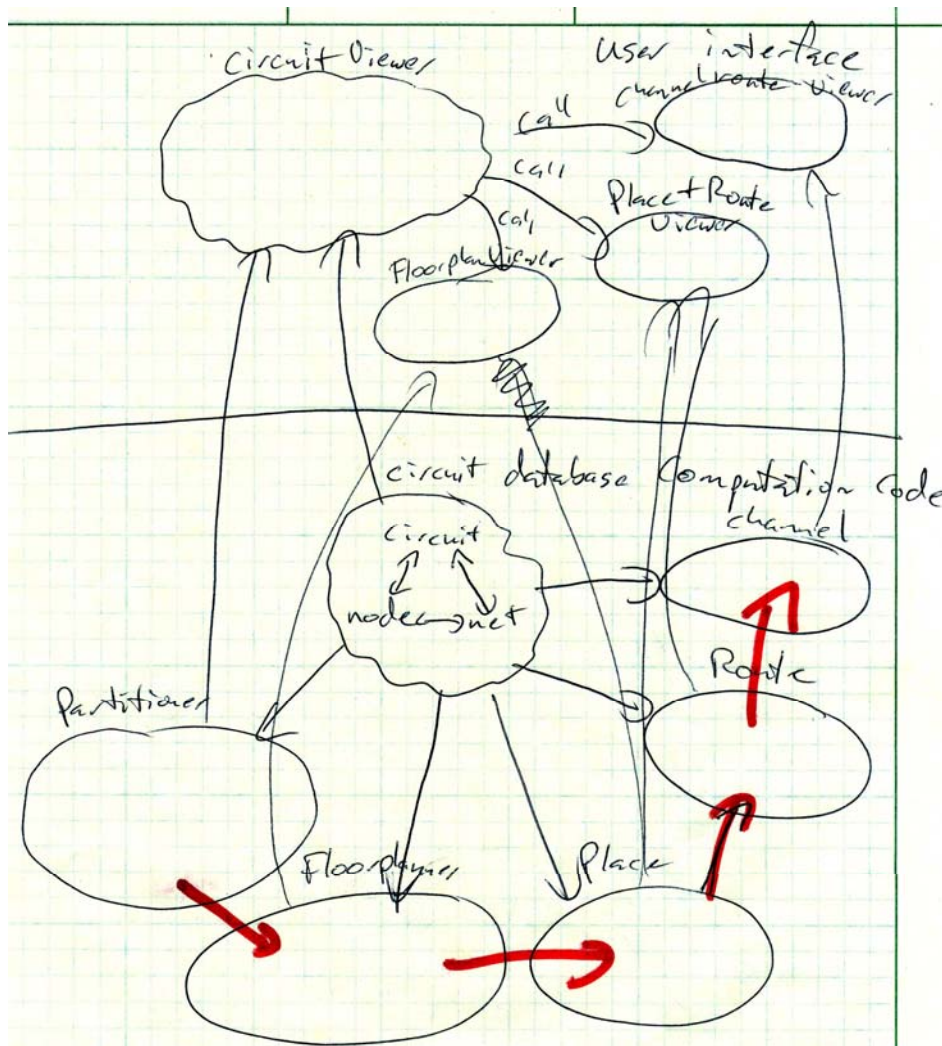 Circuit Viewer
User interface
channel route viewer
call
call
Place + Route
Viewer
call
Floorplan Viewer
circuit database
Computation Code
channel
circuit
node net
Route
Partitioner
Floorplanner
Place